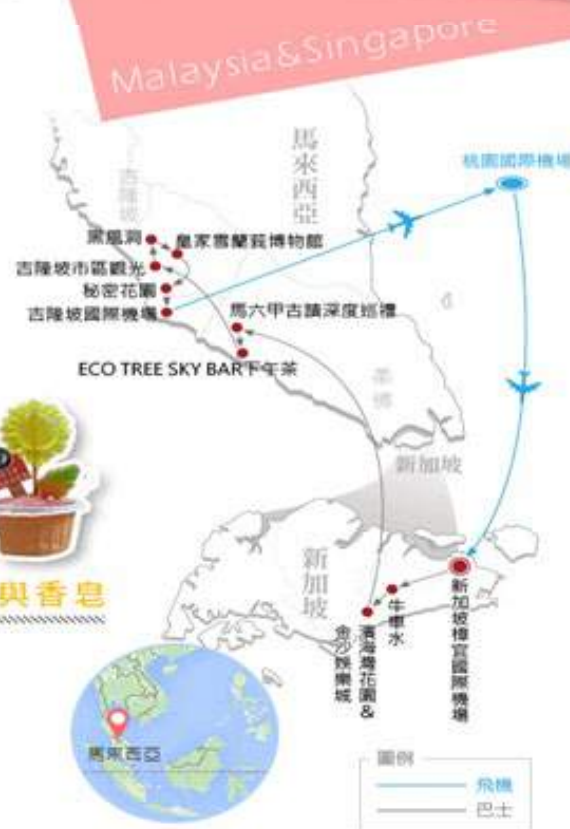 Malaysia&Singapore
馬來西亞
吉隆坡
桃園國際機場
黑風洞
皇家雪蘭莪博物館
吉隆坡市區觀光
秘密花園
吉隆坡國際機場
馬六甲古蹟深度巡禮
ECO TREE SKY BAR下午茶
柔佛
新加坡
新加坡
與香皂
牛車水
濱海灣花園&
金沙娛樂城
新加坡樟宜國際機場
馬來西亞
圖例
飛機
巴士